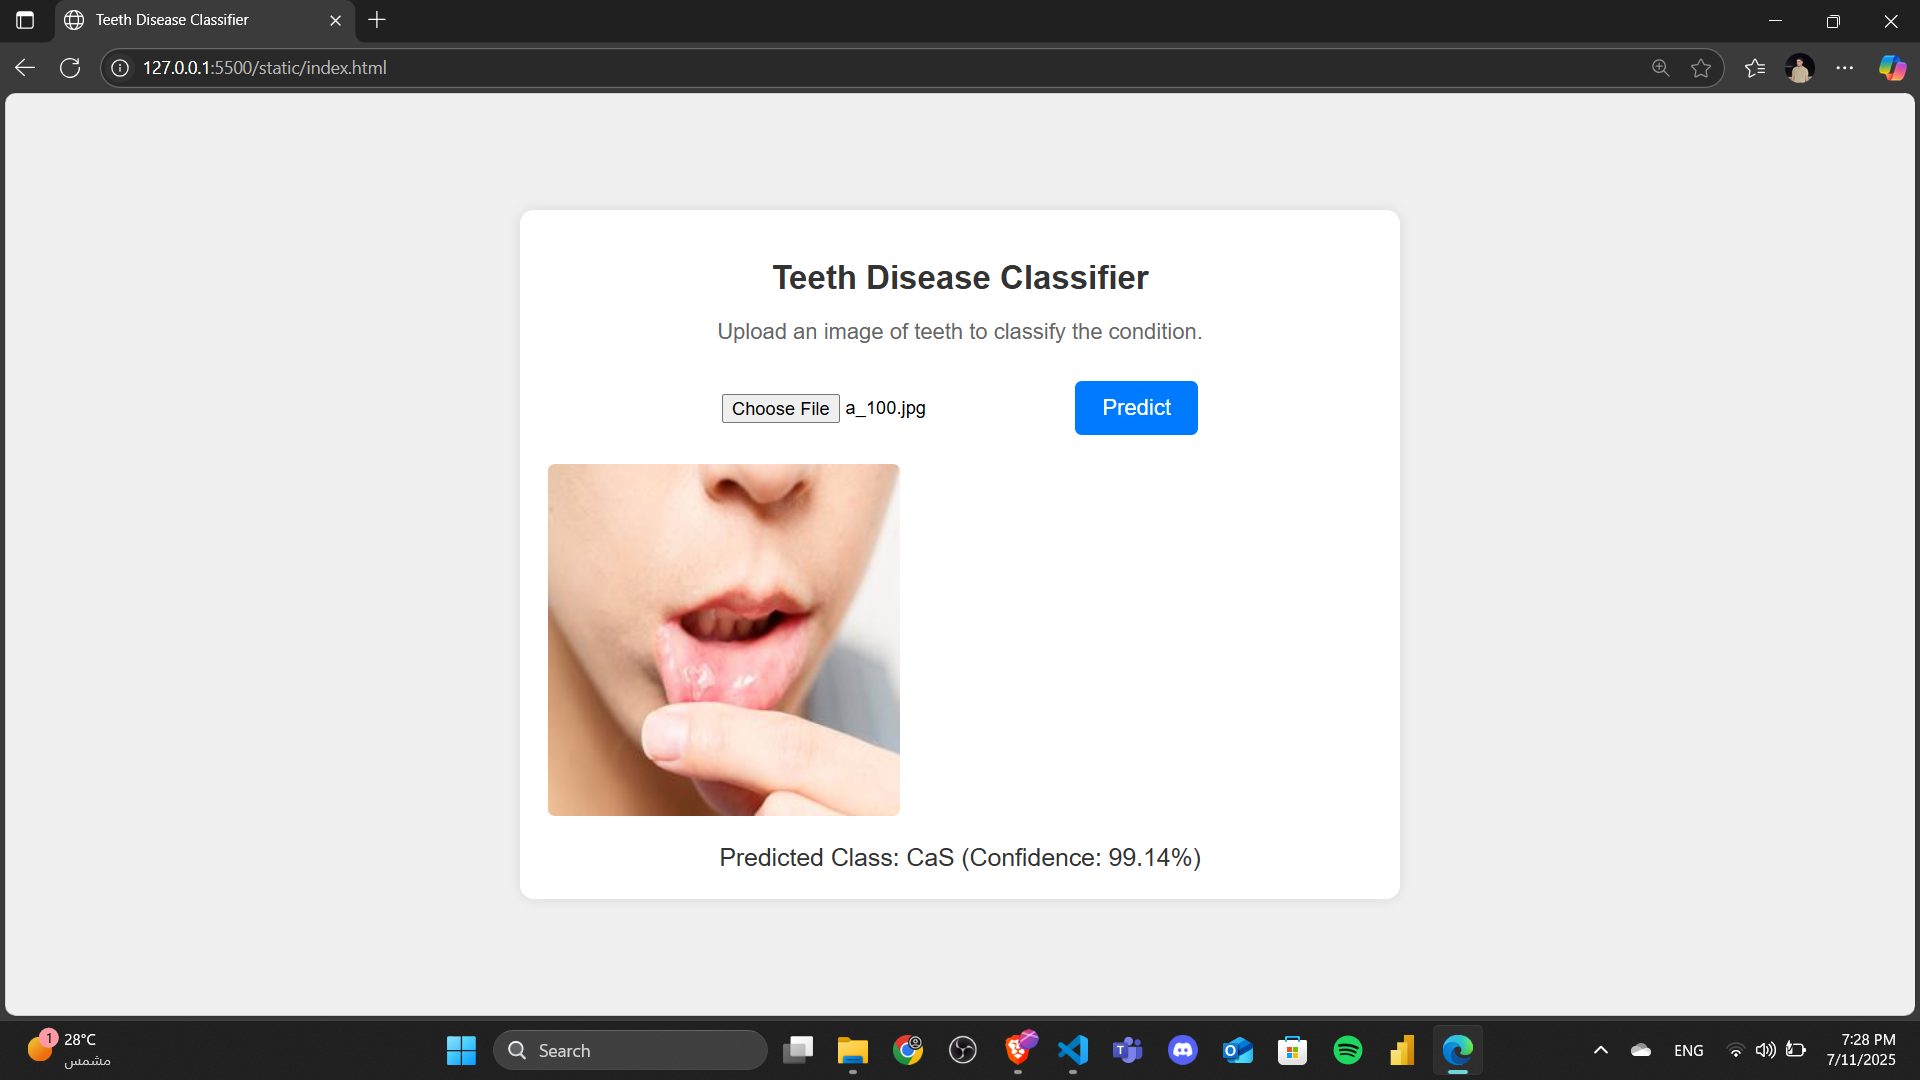 Teeth Disease Classifier
127.0.0.1:5500/static/index.html
Teeth Disease Classifier
Upload an image of teeth to classify the condition.
Choose File a_100.jpg
Predict
Predicted Class: CaS (Confidence: 99.14%)
1
28°C
مشمس
Search
ENG
7:28 PM
7/11/2025